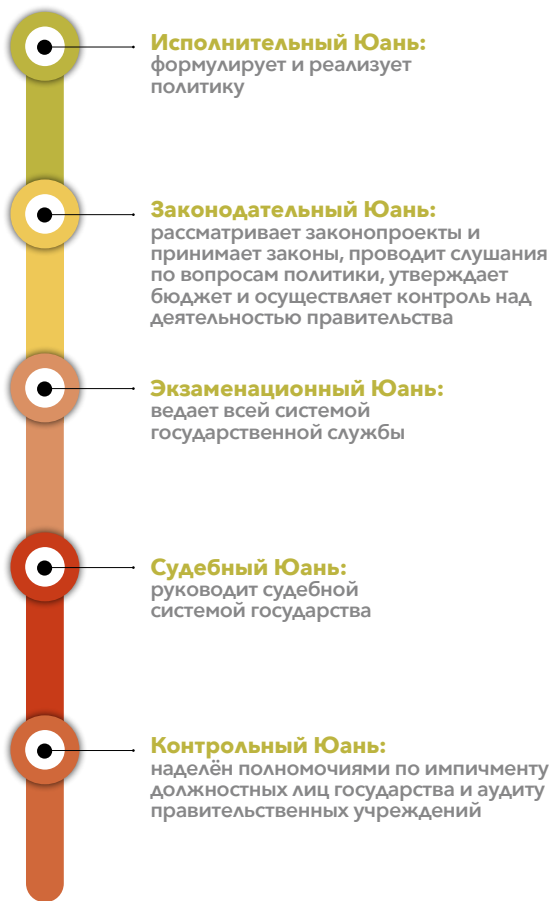 Исполнительный Юань:
формулирует и реализует
политику
Законодательный Юань:
рассматривает законопроекты и
принимает законы, проводит слушания
по вопросам политики, утверждает
бюджет и осуществляет контроль над
деятельностью правительства
Экзаменационный Юань:
ведает всей системой
государственной службы
Судебный Юань:
руководит судебной
системой государства
Контрольный Юань:
наделён полномочиями по импичменту
должностных лиц государства и аудиту
правительственных учреждений